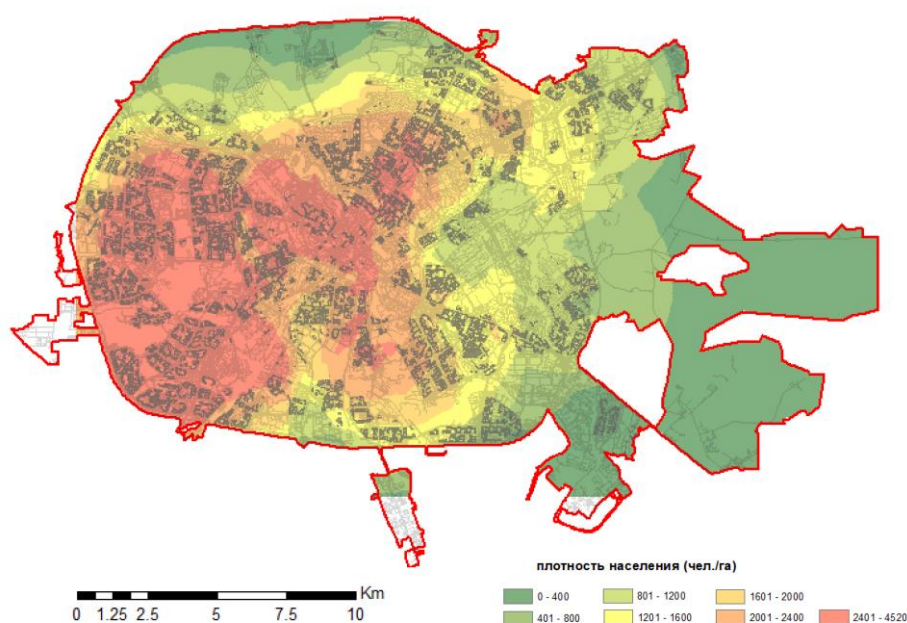 плотность населения (чел./га)
Km
0 1.25 2.5 5 7.5 10
0 - 400 801 - 1200 1601 - 2000
401 - 800 1201 - 1600 2001 - 2400 2401 - 4520